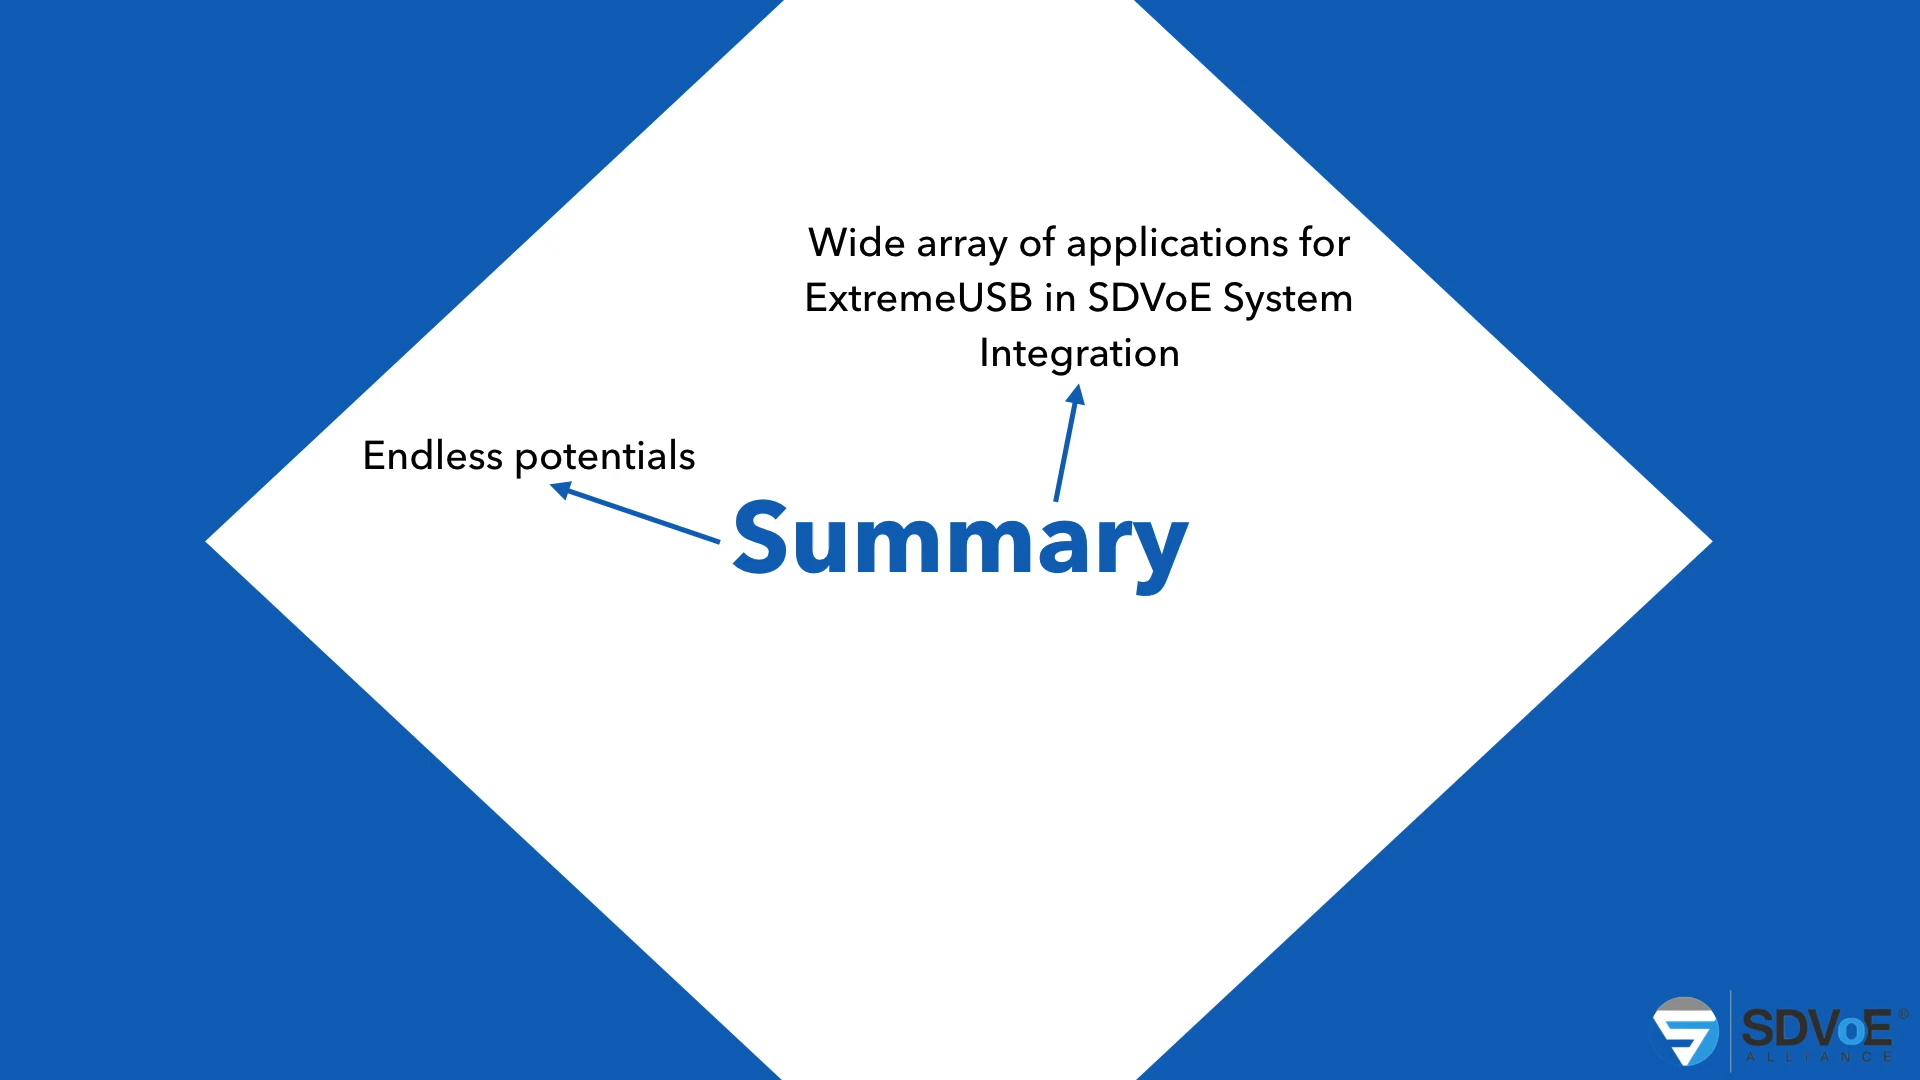 Wide array of applications for
ExtremeUSB in SDVoE System
Integration
Endless potentials
Summary
SDVoE®
ALLIANCE